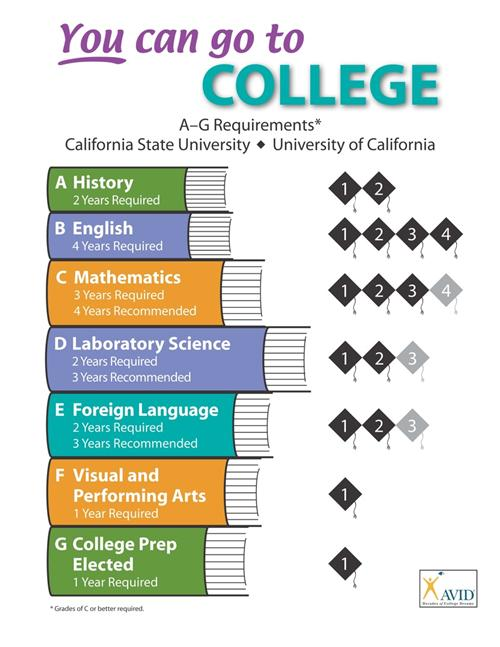 You can go to
COLLEGE
A–G Requirements*
California State University ◆ University of California
A History
2 Years Required
1 2
B English
4 Years Required
1 2 3 4
C Mathematics
3 Years Required
4 Years Recommended
1 2 3 4
D Laboratory Science
2 Years Required
3 Years Recommended
1 2 3
E Foreign Language
2 Years Required
3 Years Recommended
1 2 3
F Visual and
Performing Arts
1 Year Required
1
G College Prep
Elected
1 Year Required
1
AVID
Decades of College Dreams
* Grades of C or better required.